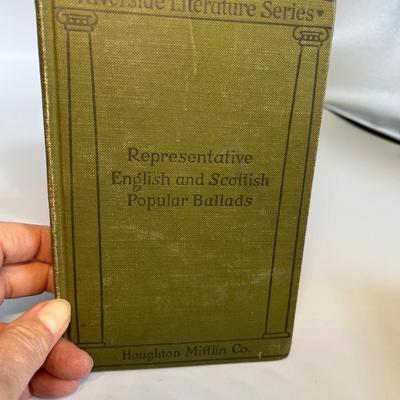 Riverside Literature Series
Representative
English and Scottish
Popular Ballads
Houghton Mifflin Co.